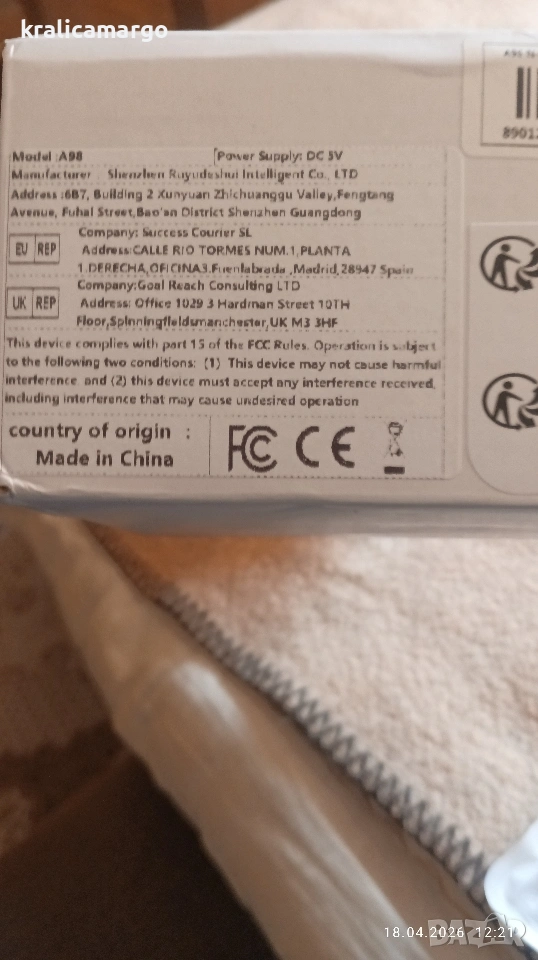 kralicamargo
A98
Model :A98
Power Supply: DC 5V
Manufacturer : Shenzhen Ruyudeshui Intelligent Co., LTD
Address :6B7, Building 2 Xunyuan Zhichuanggu Valley,Fengtang
Avenue, Fuhai Street,Bao'an District Shenzhen Guangdong
EU REP
Company: Success Courier SL
Address:CALLE RIO TORMES NUM.1,PLANTA
1.DERECHA,OFICINA3.Fuenlabrada ,Madrid,28947 Spain
UK REP
Company:Goal Reach Consulting LTD
Address: Office 1029 3 Hardman Street 10TH
Floor,Spinningfieldsmanchester,UK M3 3HF
This device complies with part 15 of the FCC Rules. Operation is subject
to the following two conditions: (1) This device may not cause harmful
interference and (2) this device must accept any interference received,
including interference that may cause undesired operation
country of origin :
Made in China
FC CE
18.04.2026 12:21
BAZAR